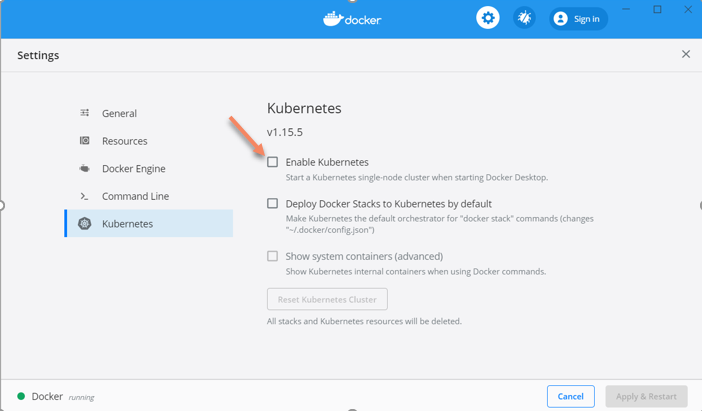 docker
Sign in
Settings
General
Resources
Docker Engine
Command Line
Kubernetes
Kubernetes
v1.15.5
Enable Kubernetes
Start a Kubernetes single-node cluster when starting Docker Desktop.
Deploy Docker Stacks to Kubernetes by default
Make Kubernetes the default orchestrator for "docker stack" commands (changes
"~/.docker/config.json")
Show system containers (advanced)
Show Kubernetes internal containers when using Docker commands.
Reset Kubernetes Cluster
All stacks and Kubernetes resources will be deleted.
Docker running
Cancel
Apply & Restart